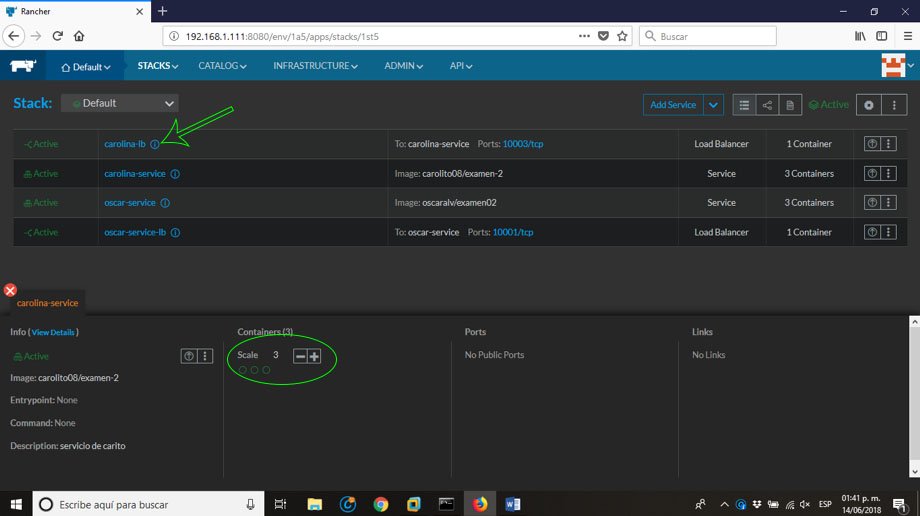 Rancher
192.168.1.111:8080/env/1a5/apps/stacks/1st5
Buscar
Default STACKS CATALOG INFRASTRUCTURE ADMIN API
Stack: Default Add Service Active
Active carolina-lb To: carolina-service Ports: 10003/tcp Load Balancer 1 Container
Active carolina-service Image: carolito08/examen-2 Service 3 Containers
Active oscar-service Image: oscaralv/examen02 Service 3 Containers
Active oscar-service-lb To: oscar-service Ports: 10001/tcp Load Balancer 1 Container
carolina-service
Info ( View Details ) Containers (3) Ports Links
Active Scale 3 No Public Ports No Links
Image: carolito08/examen-2
Entrypoint: None
Command: None
Description: servicio de carito
Escribe aquí para buscar ESP 01:41 p. m.
14/06/2018 1